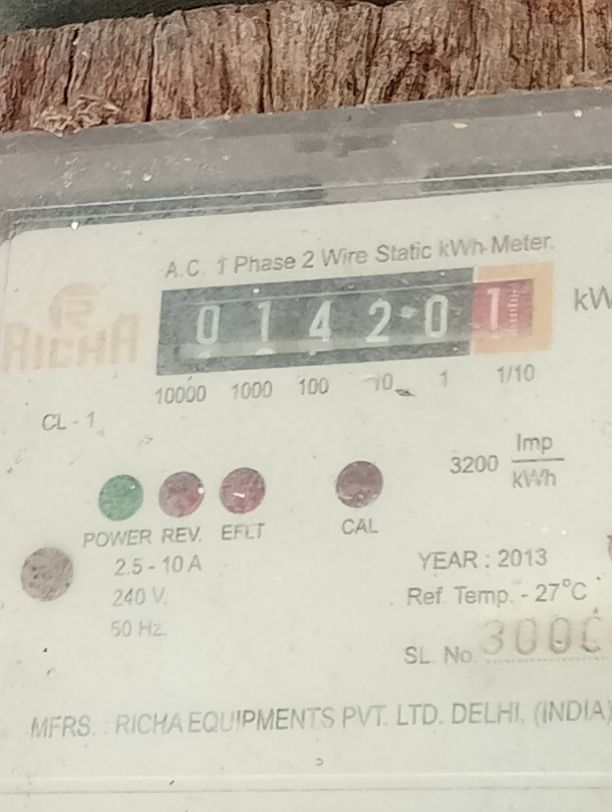 A.C. 1 Phase 2 Wire Static kWh Meter.
0 1 4 2 0 1
kW
RICHA
10000 1000 100 10 1 1/10
CL - 1
3200 Imp
kWh
POWER REV. EFLT CAL
2.5 - 10 A
240 V.
50 Hz.
YEAR : 2013
Ref. Temp. - 27°C
SL. No. 300
MFRS. : RICHA EQUIPMENTS PVT. LTD. DELHI, (INDIA)